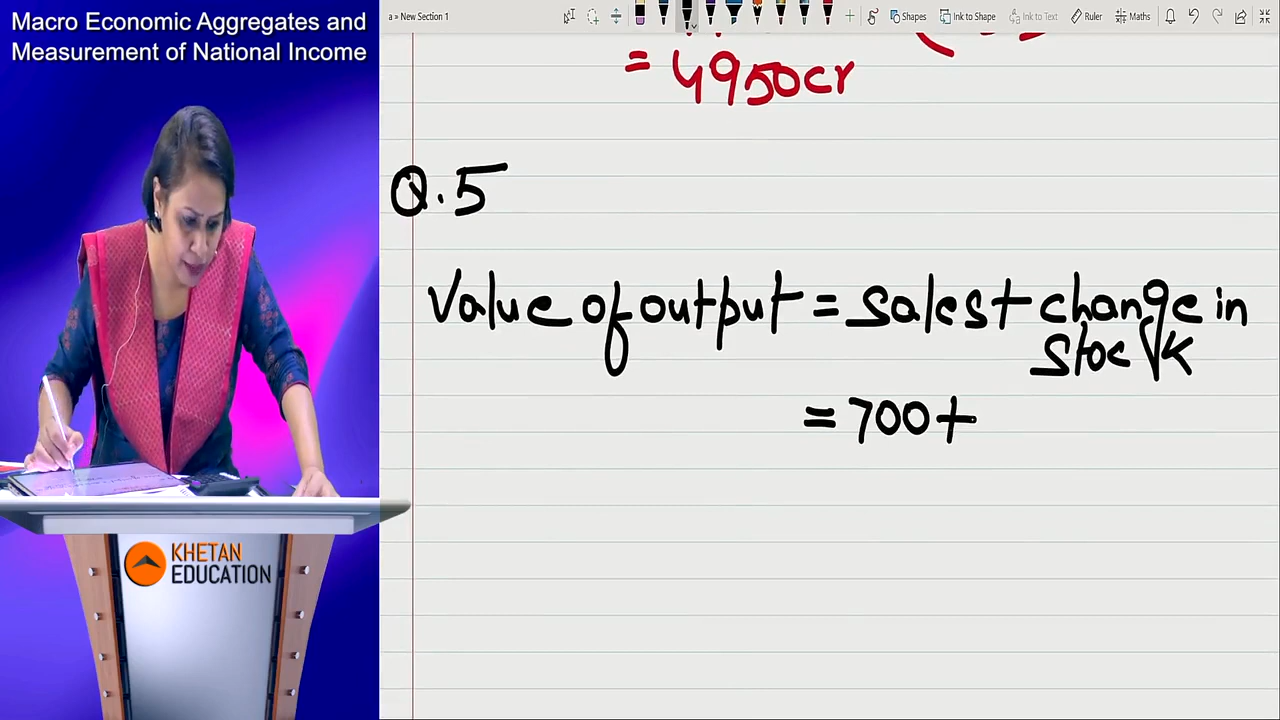 Macro Economic Aggregates and
Measurement of National Income
a » New Section 1
Shapes
Ink to Shape
Ink to Text
Ruler
Maths
= 4950cr
Q.5
Value of output = Sales + change in
stock
= 700 +
KHETAN
EDUCATION